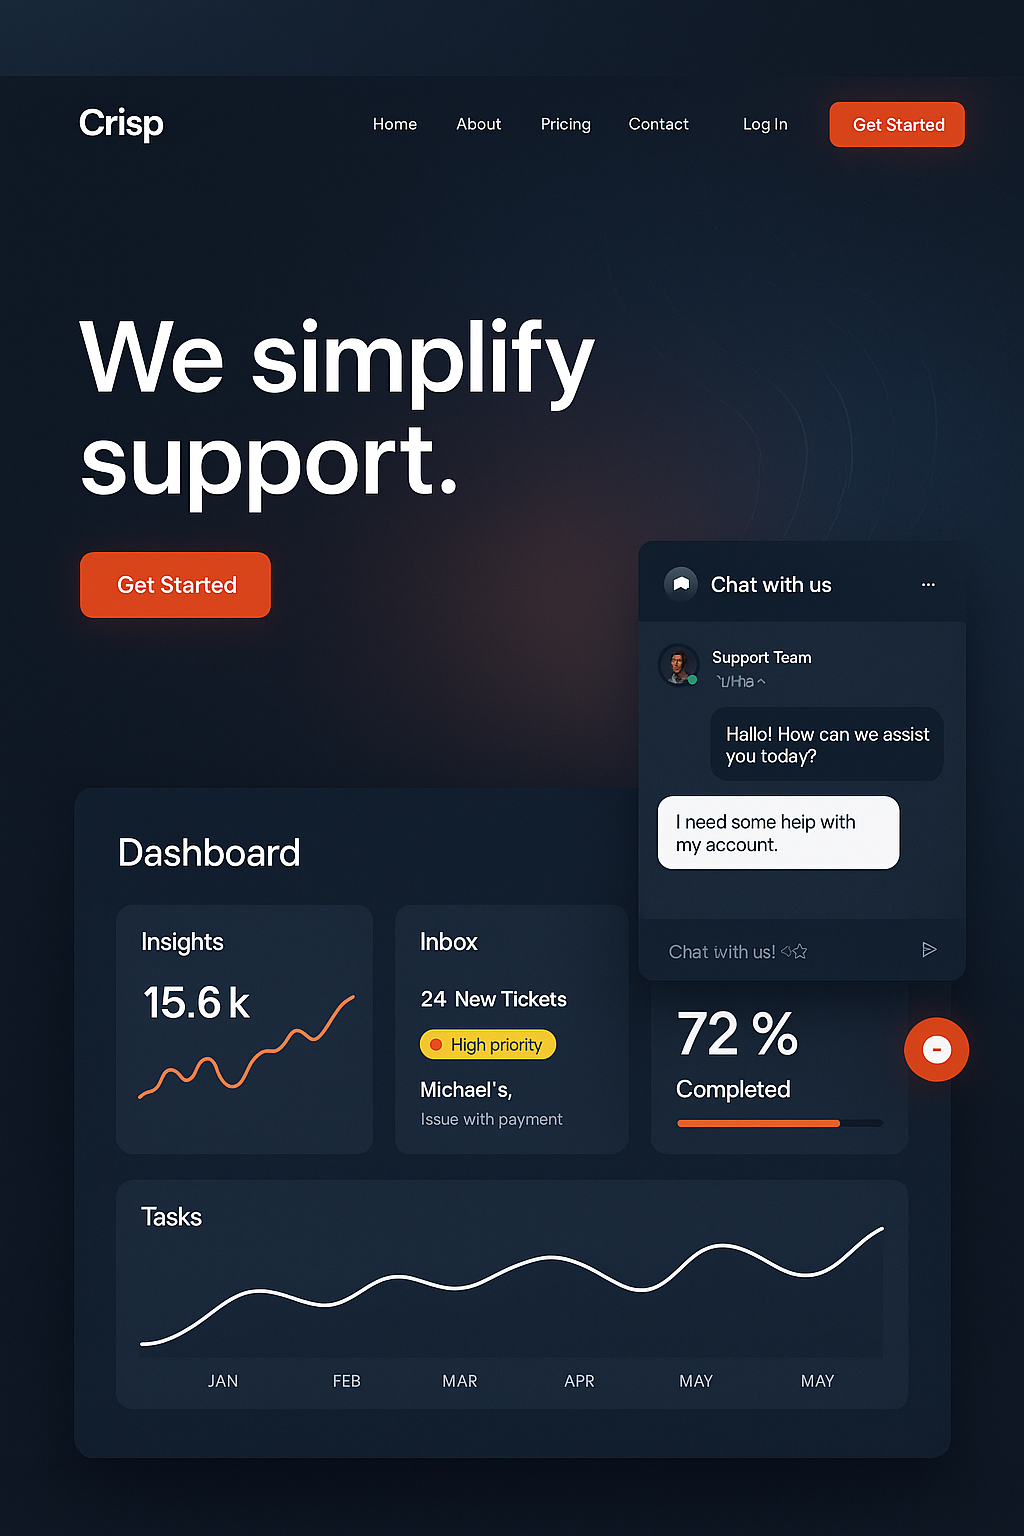 Crisp
Home About Pricing Contact Log In Get Started
We simplify
support.
Get Started
Chat with us
Support Team
Hallo! How can we assist
you today?
I need some heip with
my account.
Chat with us!
Dashboard
Insights
15.6 k
Inbox
24 New Tickets
High priority
Michael's,
Issue with payment
72 %
Completed
Tasks
JAN FEB MAR APR MAY MAY